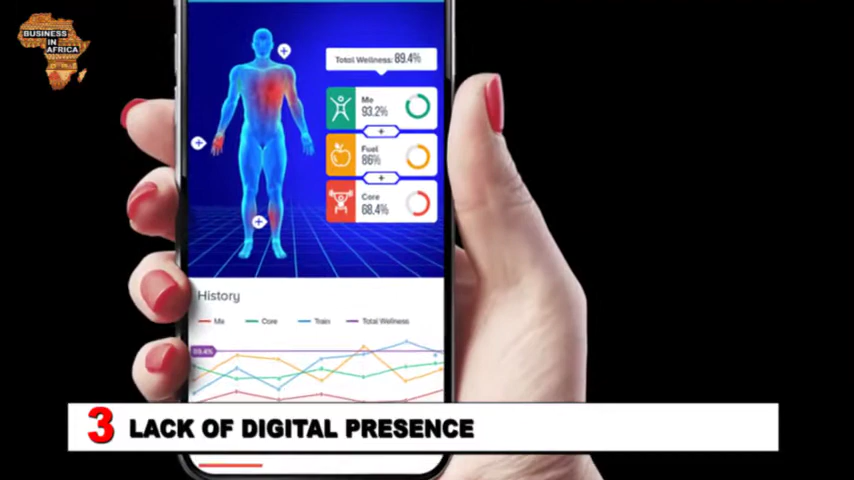 BUSINESS
IN
AFRICA
Total Wellness: 89.4%
Me
93.2%
Fuel
86%
Core
68.4%
History
Me
Core
Train
Total Wellness
89.4%
3 LACK OF DIGITAL PRESENCE